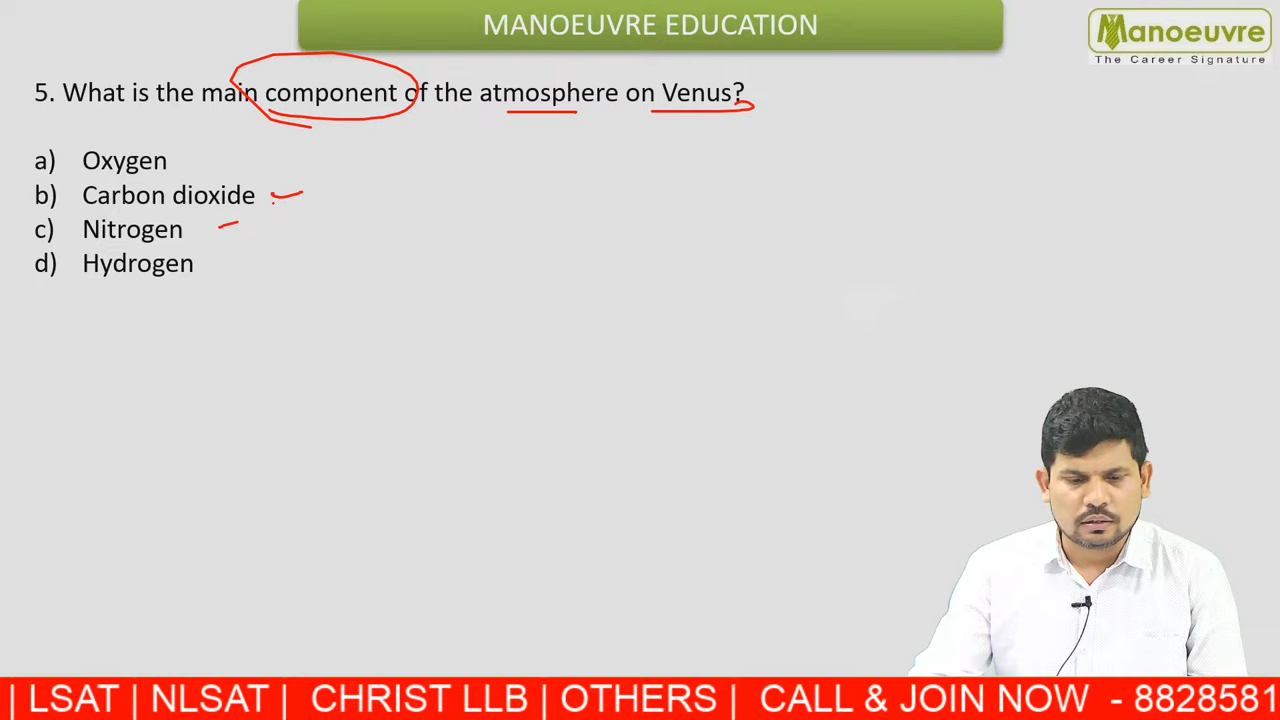 MANOEUVRE EDUCATION
Manoeuvre
The Career Signature
5. What is the main component of the atmosphere on Venus?
a) Oxygen
b) Carbon dioxide
c) Nitrogen
d) Hydrogen
| LSAT | NLSAT | CHRIST LLB | OTHERS | CALL & JOIN NOW - 8828581